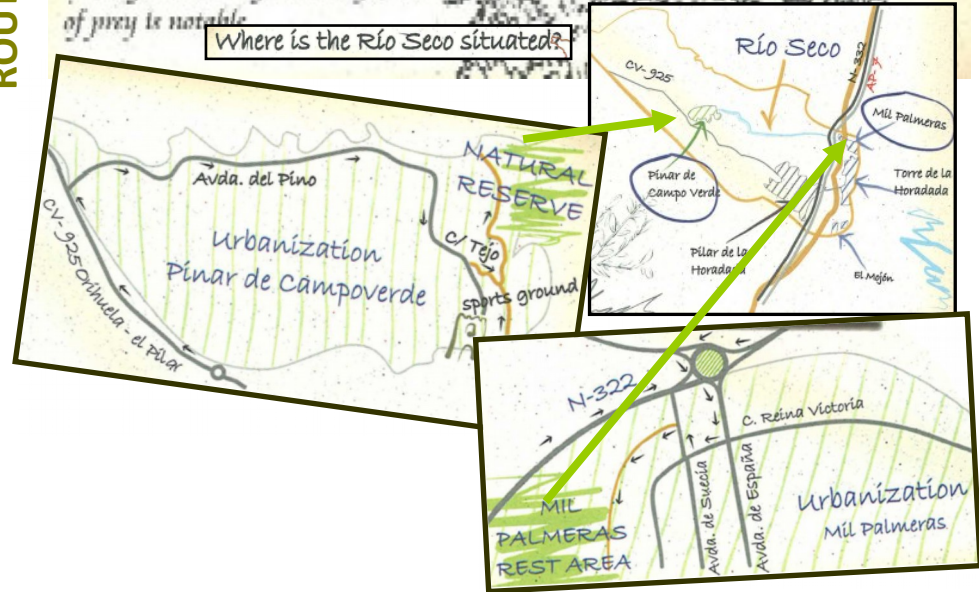 ROUT
of prey is notable
Where is the Río Seco situated?
Río Seco
CV-925
N-332
AP-7
Mil Palmeras
Pinar de
Campo Verde
Torre de la
Horadada
Pilar de la
Horadada
El Mojón
NATURAL
RESERVE
Avda. del Pino
C/ Tejo
Urbanization
Pinar de Campoverde
sports ground
CV-925 Orihuela - el Pilar
N-322
C. Reina Victoria
Avda. de Suecia
Avda. de España
Urbanization
Mil Palmeras
MIL
PALMERAS
REST AREA